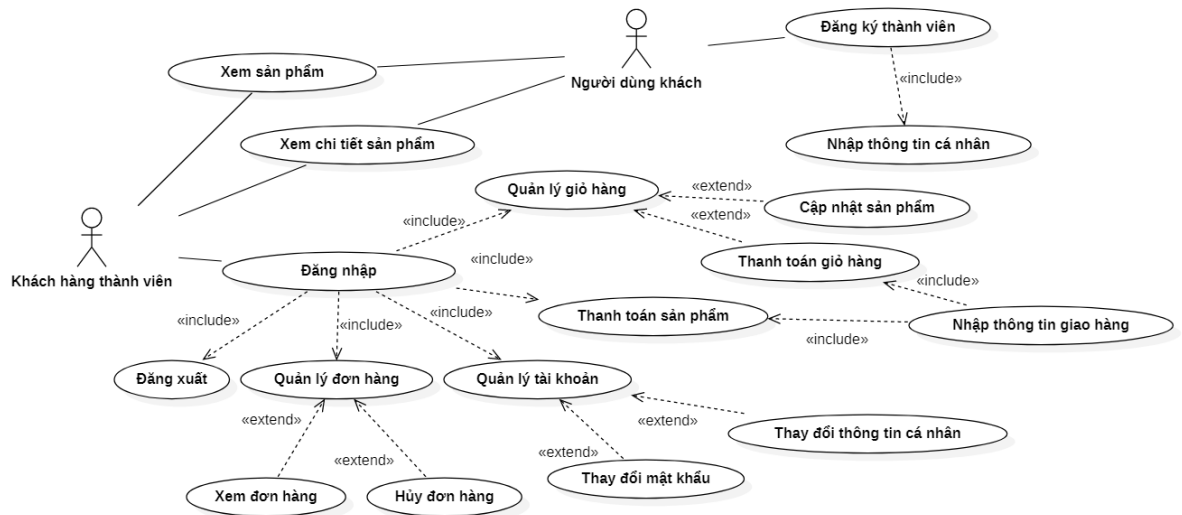 Đăng ký thành viên
Người dùng khách
Xem sản phẩm
«include»
Xem chi tiết sản phẩm
Nhập thông tin cá nhân
Quản lý giỏ hàng
«extend»
Cập nhật sản phẩm
«extend»
«include»
Khách hàng thành viên
Đăng nhập
«include»
Thanh toán giỏ hàng
«include»
Thanh toán sản phẩm
Nhập thông tin giao hàng
«include»
«include»
«include»
«include»
Đăng xuất
Quản lý đơn hàng
Quản lý tài khoản
«extend»
«extend»
Thay đổi thông tin cá nhân
«extend»
«extend»
Thay đổi mật khẩu
Xem đơn hàng
Hủy đơn hàng